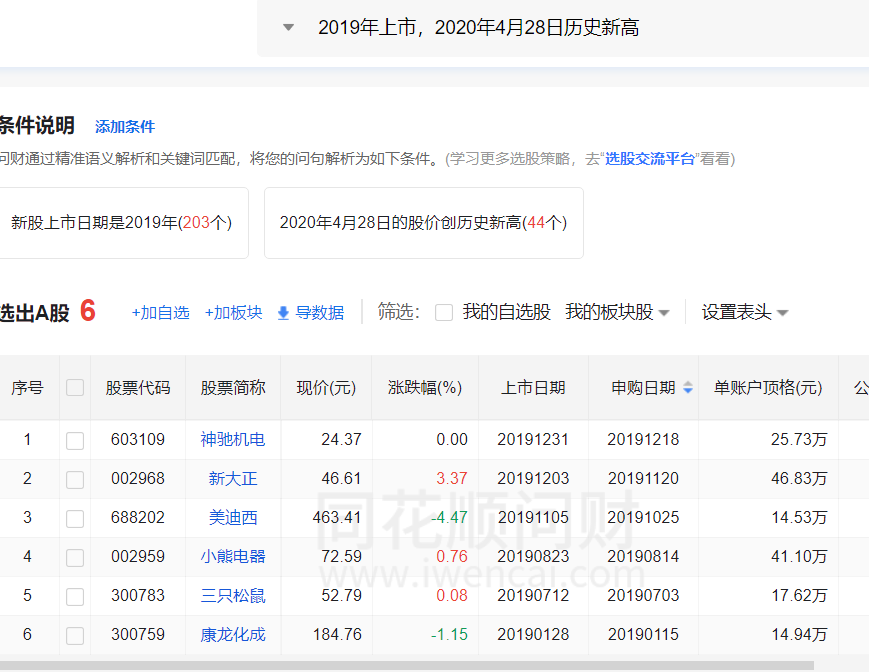 2019年上市，2020年4月28日历史新高
条件说明 添加条件
问财通过精准语义解析和关键词匹配，将您的问句解析为如下条件。(学习更多选股策略，去“选股交流平台”看看)
新股上市日期是2019年(203个) 2020年4月28日的股价创历史新高(44个)
选出A股 6 +加自选 +加板块 导数据 筛选: 我的自选股 我的板块股 设置表头
序号 股票代码 股票简称 现价(元) 涨跌幅(%) 上市日期 申购日期 单账户顶格(元) 公
1 603109 神驰机电 24.37 0.00 20191231 20191218 25.73万
2 002968 新大正 46.61 3.37 20191203 20191120 46.83万
3 688202 美迪西 463.41 -4.47 20191105 20191025 14.53万
4 002959 小熊电器 72.59 0.76 20190823 20190814 41.10万
5 300783 三只松鼠 52.79 0.08 20190712 20190703 17.62万
6 300759 康龙化成 184.76 -1.15 20190128 20190115 14.94万
同花顺问财
www.iwencai.com